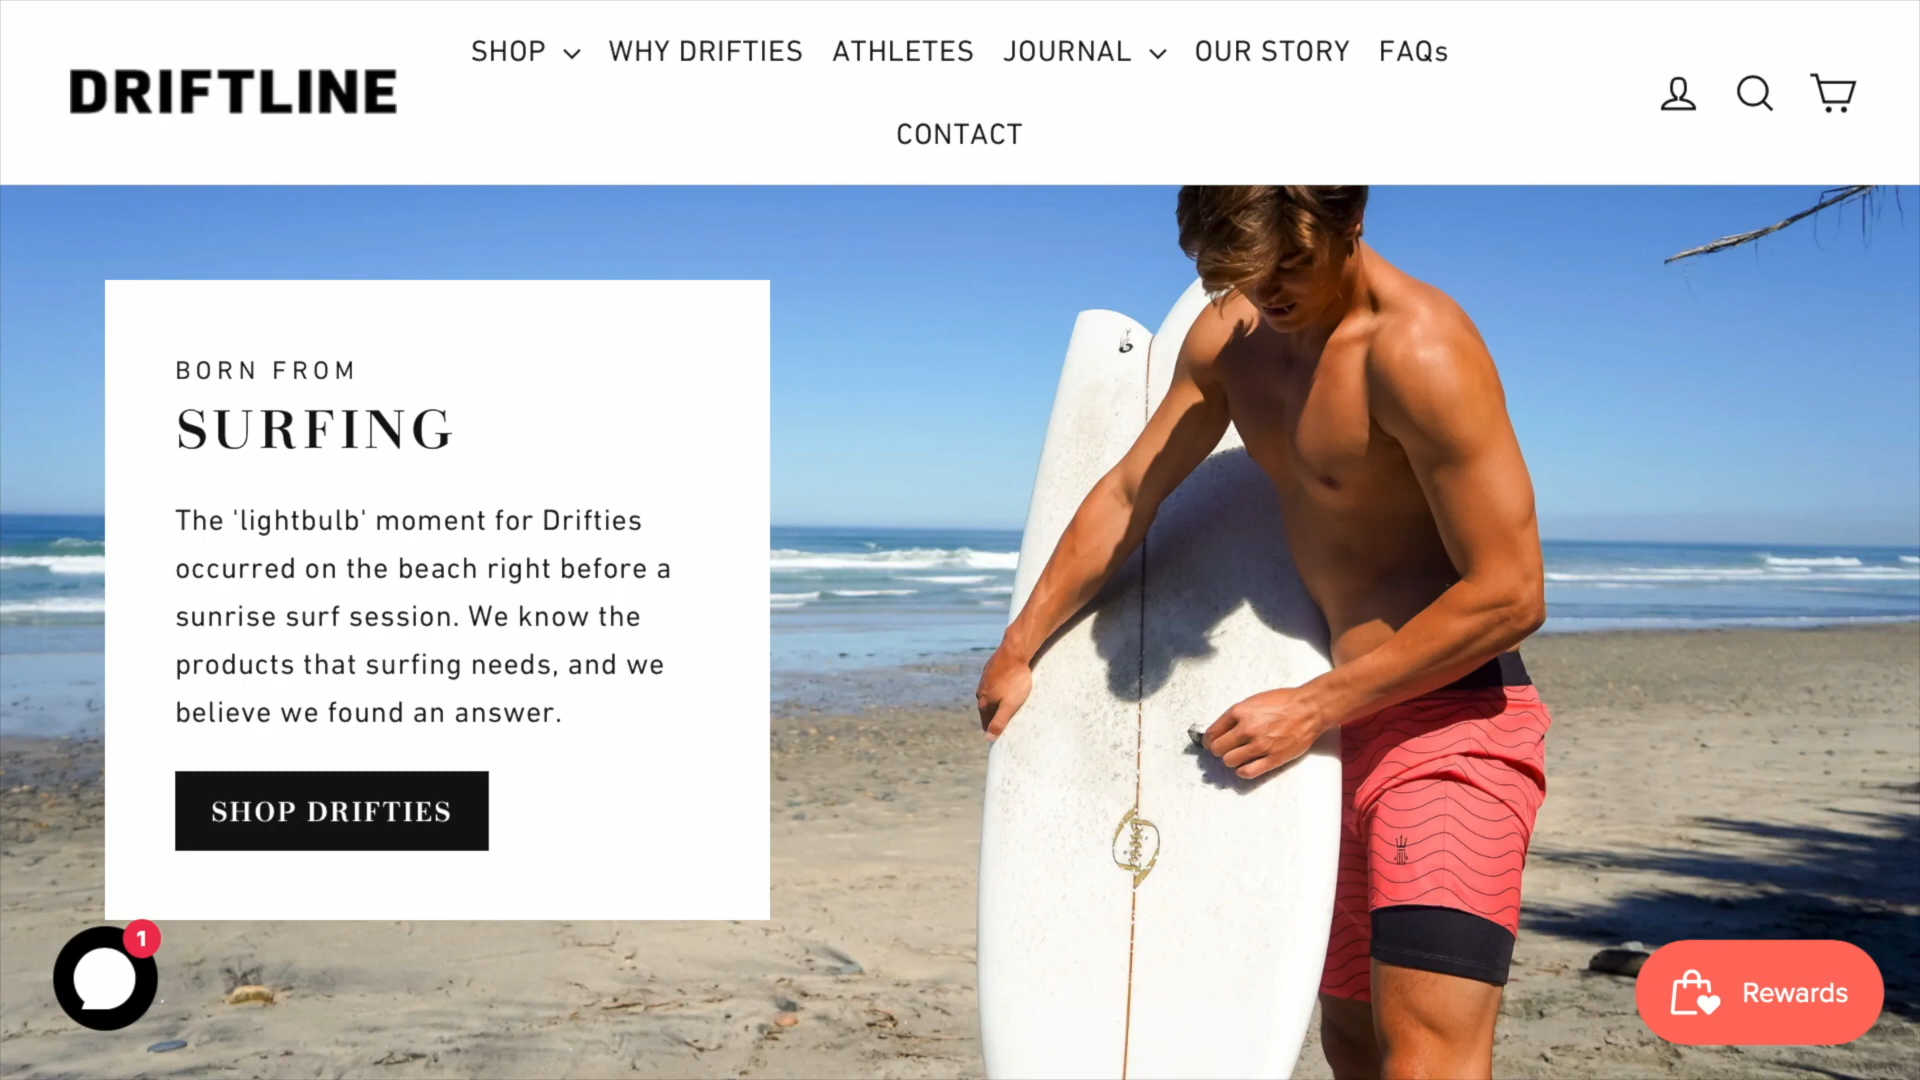 DRIFTLINE
SHOP
WHY DRIFTIES
ATHLETES
JOURNAL
OUR STORY
FAQs
CONTACT
BORN FROM
SURFING
The 'lightbulb' moment for Drifties
occurred on the beach right before a
sunrise surf session. We know the
products that surfing needs, and we
believe we found an answer.
SHOP DRIFTIES
1
Rewards